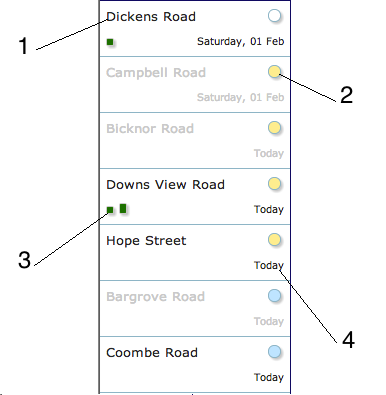 Dickens Road
1
Saturday, 01 Feb
Campbell Road
2
Saturday, 01 Feb
Bicknor Road
Today
Downs View Road
Today
3
Hope Street
Today
4
Bargrove Road
Today
Coombe Road
Today